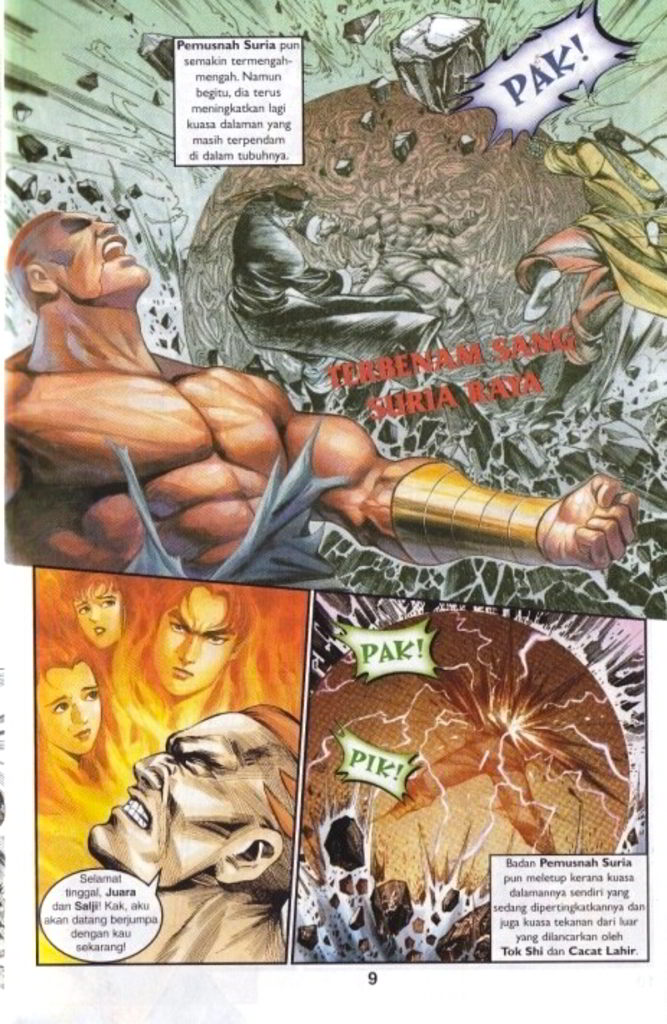 Pemusnah Suria pun
semakin termengah-
mengah. Namun
begitu, dia terus
meningkatkan lagi
kuasa dalaman yang
masih terpendam
di dalam tubuhnya.
PAK!
TERBENAM SANG
SURIA RAYA
Selamat
tinggal, Juara
dan Salji! Kak, aku
akan datang berjumpa
dengan kau
sekarang!
PAK!
PIK!
Badan Pemusnah Suria
pun meletup kerana kuasa
dalamannya sendiri yang
sedang dipertingkatkannya dan
juga kuasa tekanan dari luar
yang dilancarkan oleh
Tok Shi dan Cacat Lahir.
9